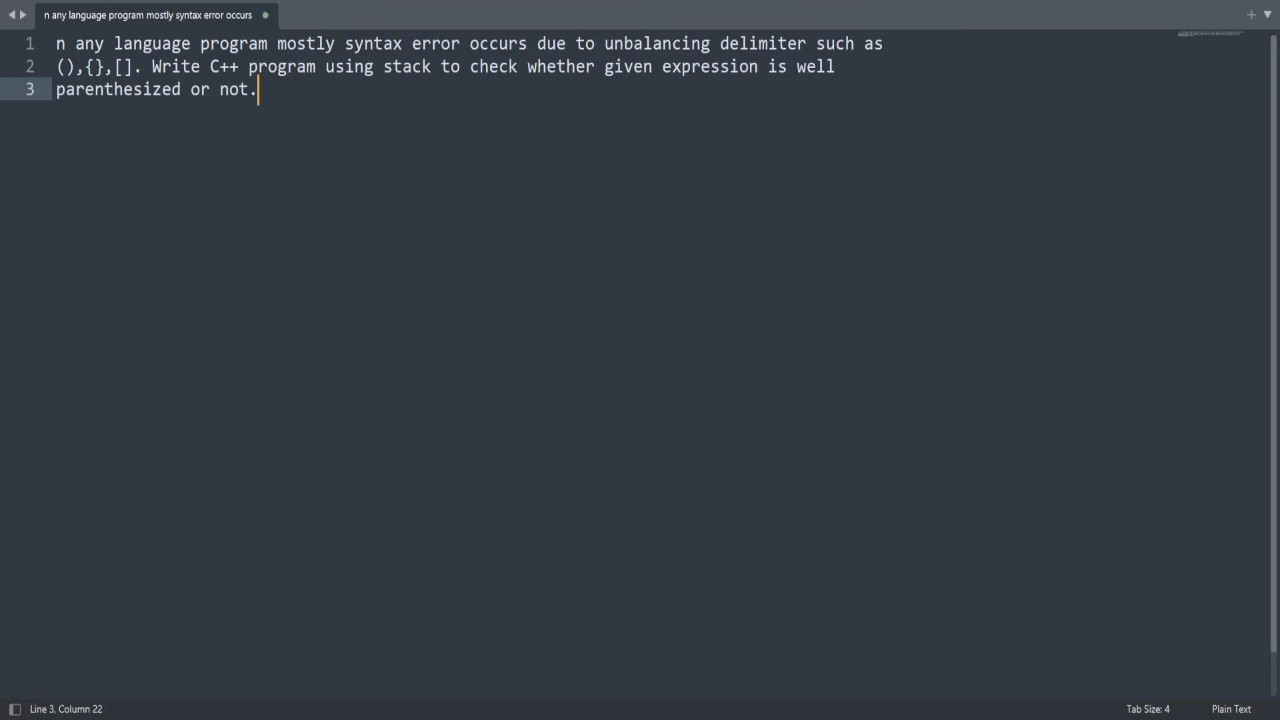 n any language program mostly syntax error occurs
1 n any language program mostly syntax error occurs due to unbalancing delimiter such as
2 (),{},[]. Write C++ program using stack to check whether given expression is well
3 parenthesized or not.
Line 3, Column 22
Tab Size: 4
Plain Text